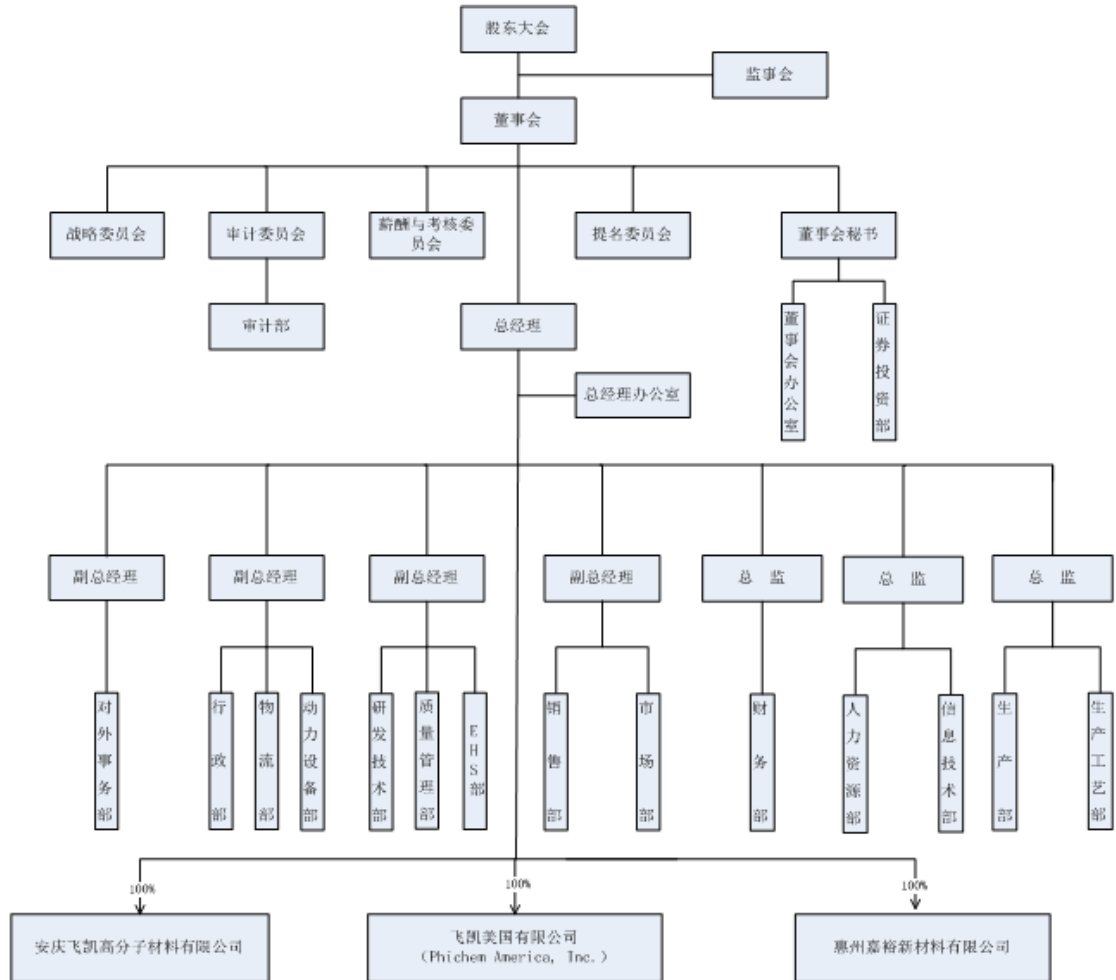 股东大会
监事会
董事会
战略委员会
审计委员会
薪酬与考核委
员会
提名委员会
董事会秘书
审计部
总经理
董事会办公室
证券投资部
总经理办公室
副总经理
副总经理
副总经理
副总经理
总 监
总 监
总 监
对外事务部
行政部
物流部
动力设备部
研发技术部
质量管理部
EHS部
销售部
市场部
财务部
人力资源部
信息技术部
生产部
生产工艺部
100%
100%
100%
安庆飞凯高分子材料有限公司
飞凯美国有限公司
(Phichem America, Inc.)
惠州嘉裕新材料有限公司